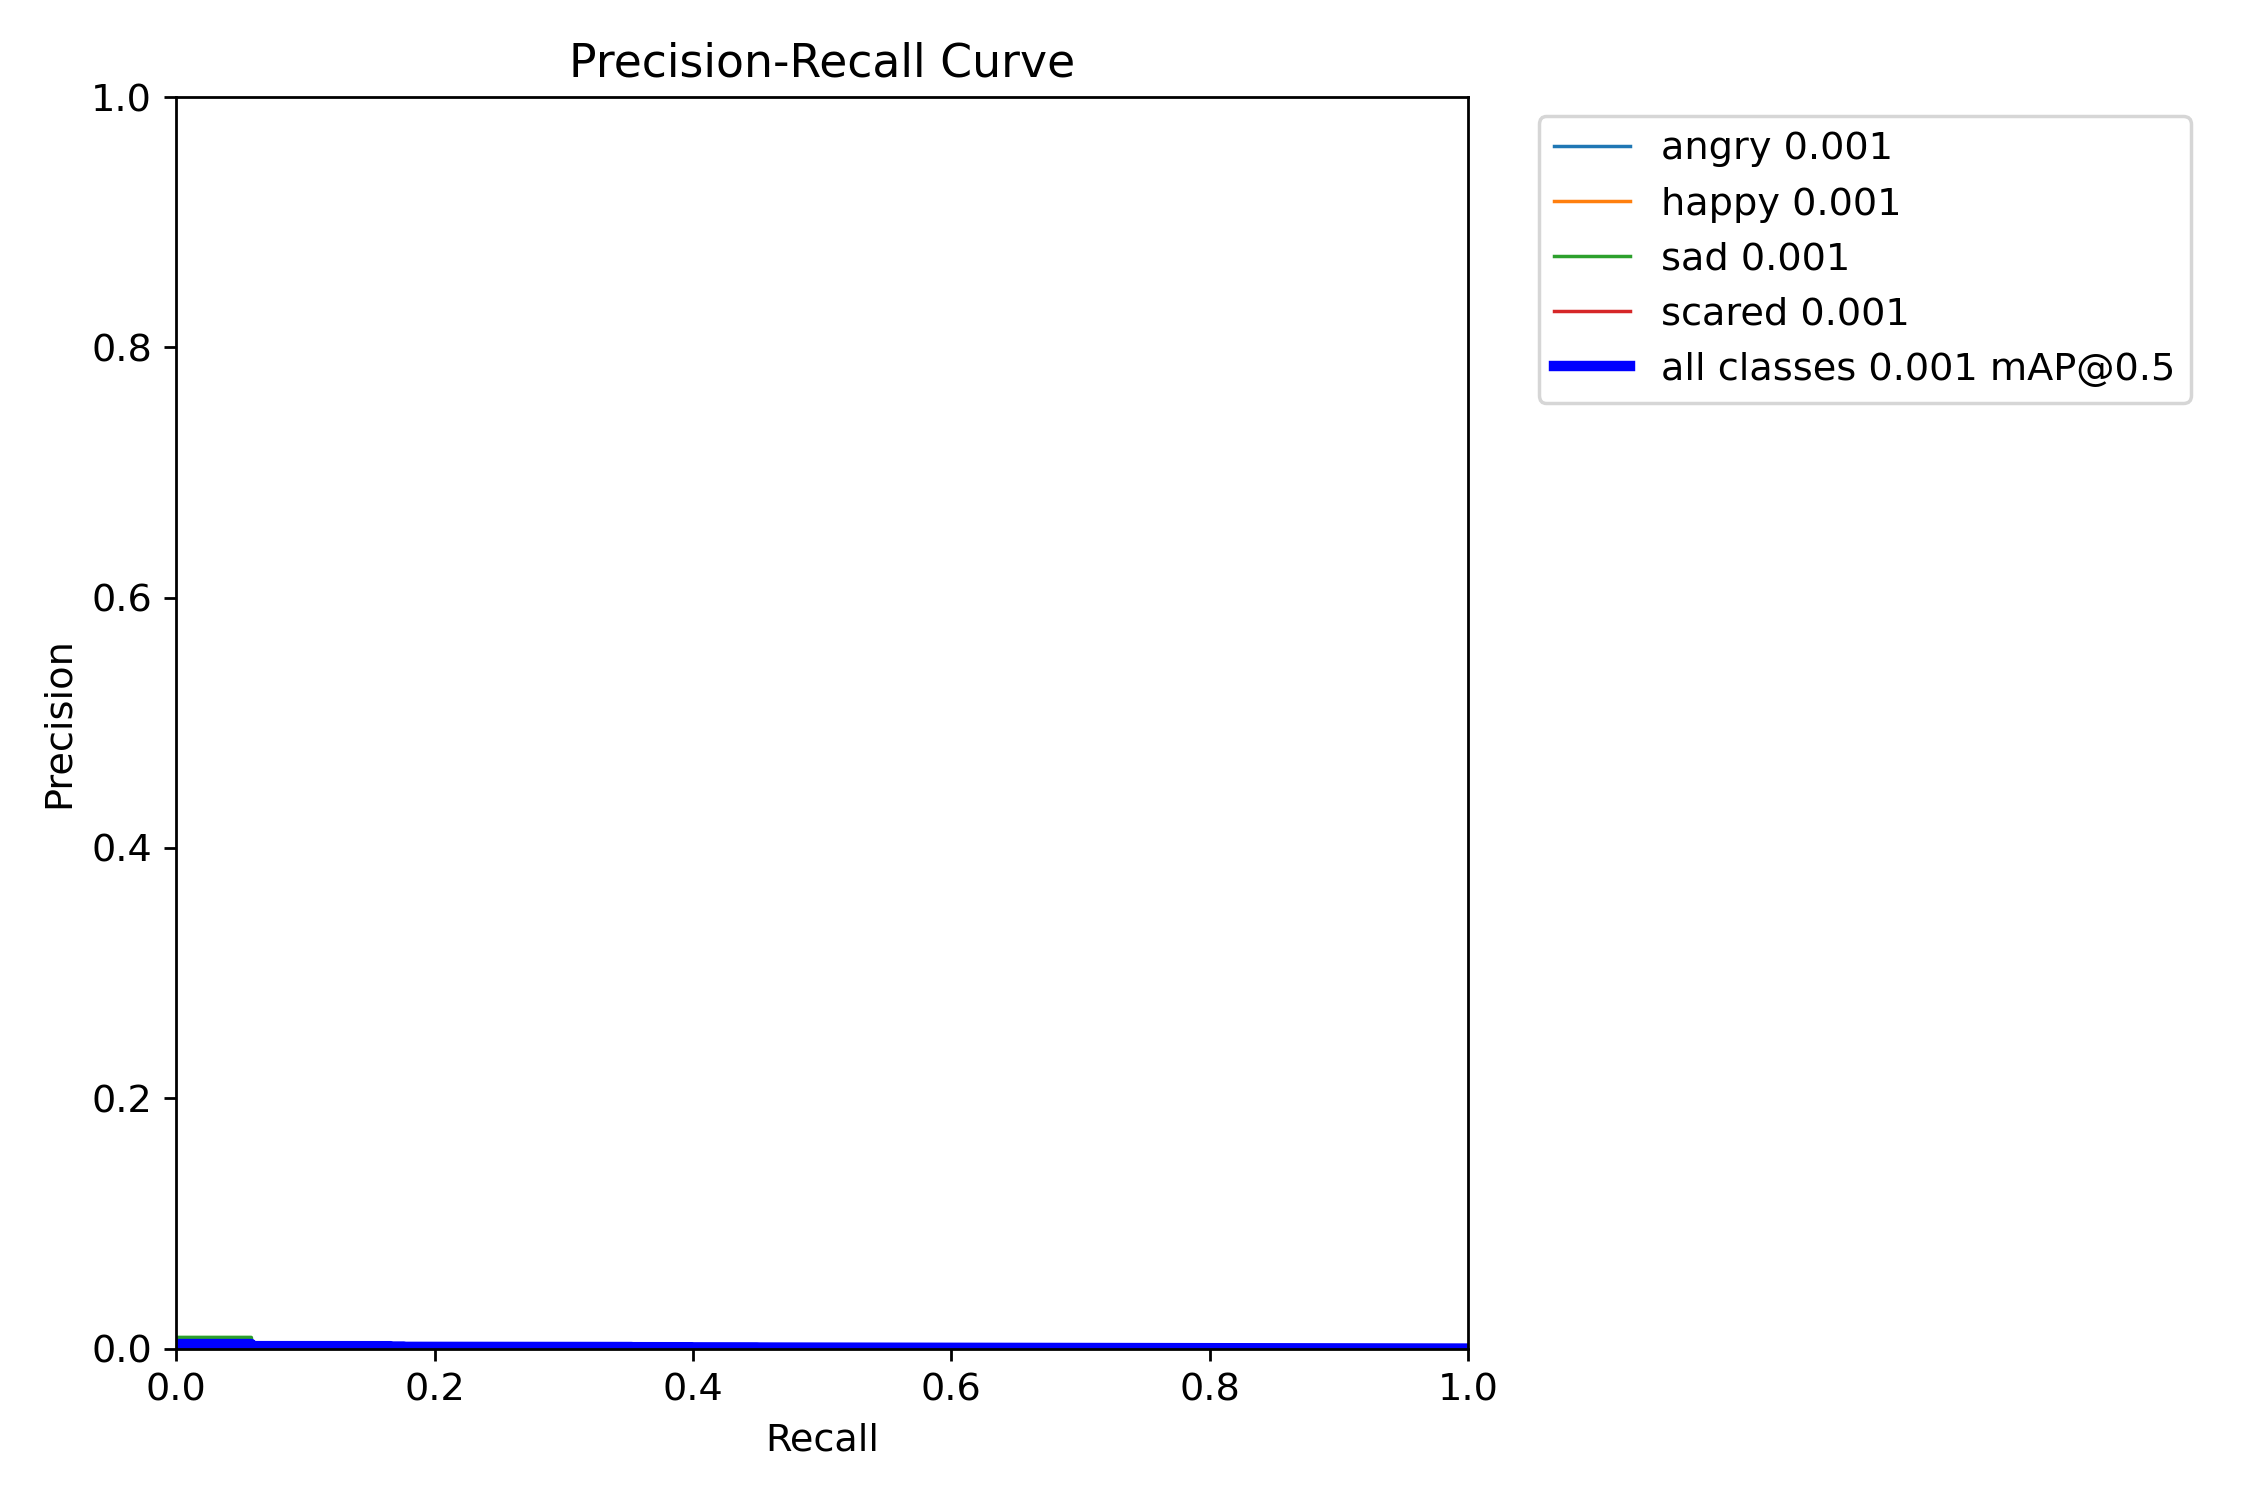 Precision-Recall Curve
1.0
0.8
0.6
0.4
0.2
0.0
Precision
0.0 0.2 0.4 0.6 0.8 1.0
Recall
angry 0.001
happy 0.001
sad 0.001
scared 0.001
all classes 0.001 mAP@0.5